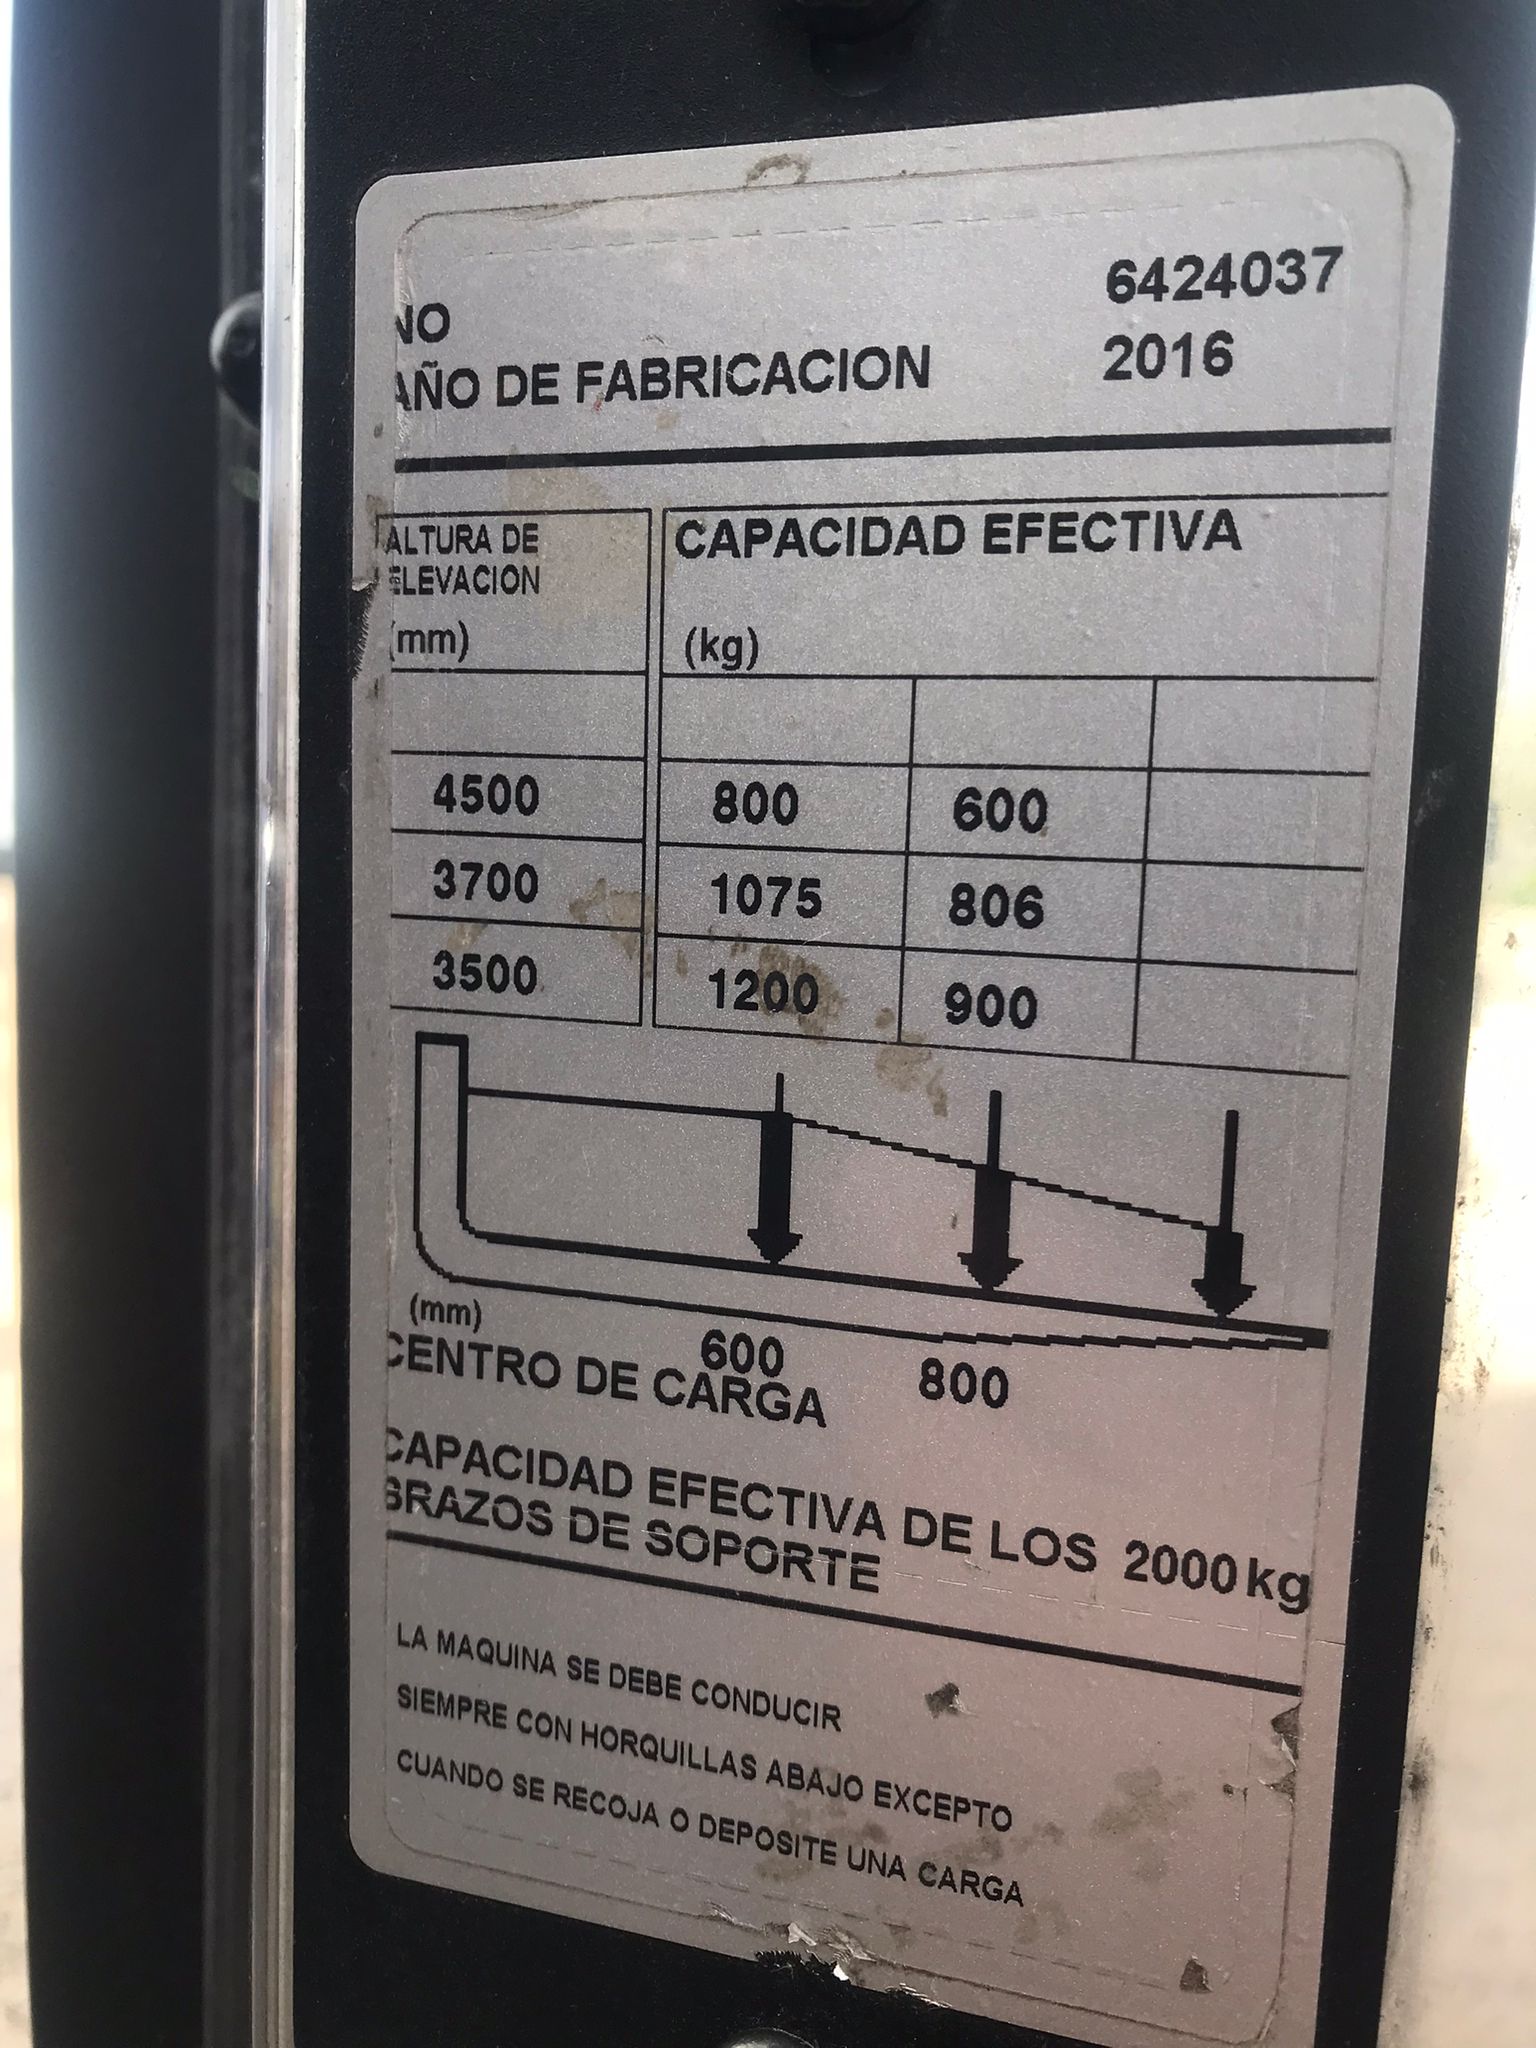 NO 6424037
AÑO DE FABRICACION 2016
ALTURA DE CAPACIDAD EFECTIVA
ELEVACION
(mm) (kg)
4500 800 600
3700 1075 806
3500 1200 900
(mm) 600 800
CENTRO DE CARGA
CAPACIDAD EFECTIVA DE LOS 2000kg
BRAZOS DE SOPORTE
LA MAQUINA SE DEBE CONDUCIR
SIEMPRE CON HORQUILLAS ABAJO EXCEPTO
CUANDO SE RECOJA O DEPOSITE UNA CARGA